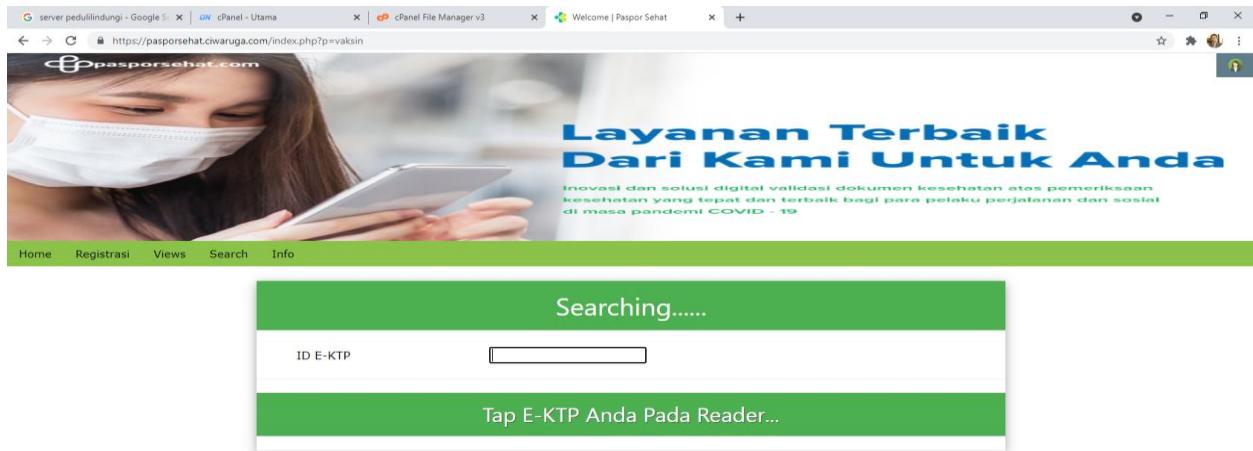 server pedulilindungi - Google Se
cPanel - Utama
cPanel File Manager v3
Welcome | Paspor Sehat
https://pasporsehat.ciwaruga.com/index.php?p=vaksin
pasporsehat.com
Layanan Terbaik
Dari Kami Untuk Anda
Inovasi dan solusi digital validasi dokumen kesehatan atas pemeriksaan
kesehatan yang tepat dan terbaik bagi para pelaku perjalanan dan sosial
di masa pandemi COVID - 19
Home Registrasi Views Search Info
Searching......
ID E-KTP
Tap E-KTP Anda Pada Reader...